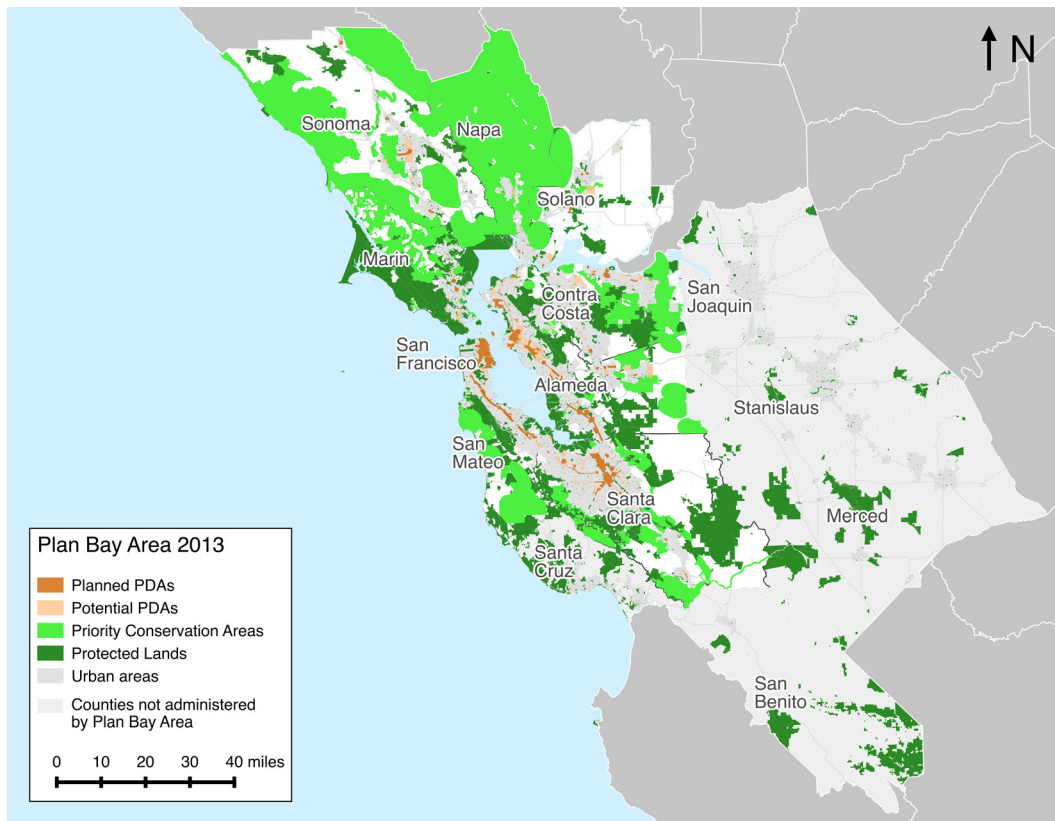 N
Sonoma
Napa
Solano
Marin
Contra
Costa
San
Joaquin
San
Francisco
Alameda
Stanislaus
San
Mateo
Santa
Clara
Merced
Santa
Cruz
San
Benito
Plan Bay Area 2013
Planned PDAs
Potential PDAs
Priority Conservation Areas
Protected Lands
Urban areas
Counties not administered
by Plan Bay Area
0 10 20 30 40 miles